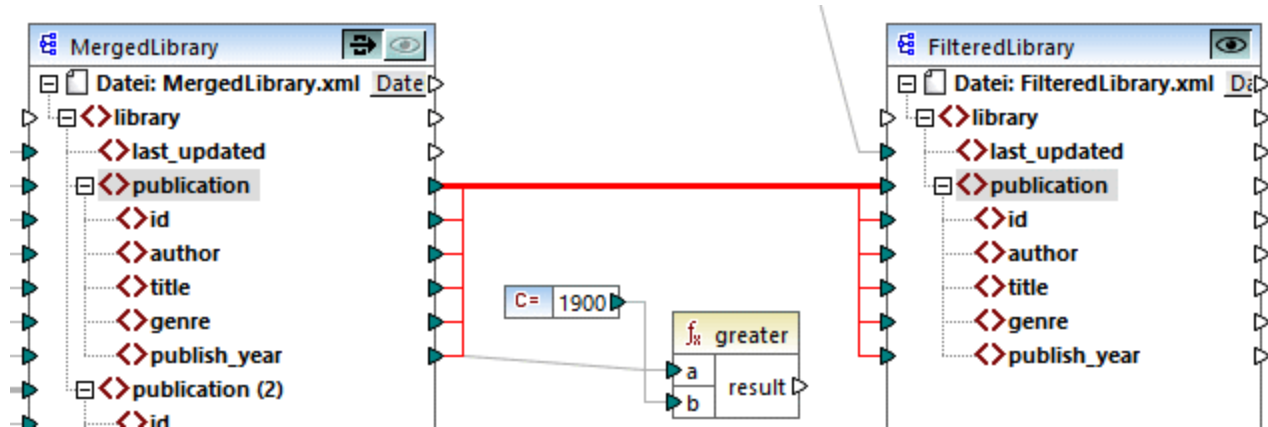 MergedLibrary
Datei: MergedLibrary.xml Date
library
last_updated
publication
id
author
title
genre
publish_year
publication (2)
id
C= 1900
fx greater
a
b
result
FilteredLibrary
Datei: FilteredLibrary.xml Da
library
last_updated
publication
id
author
title
genre
publish_year